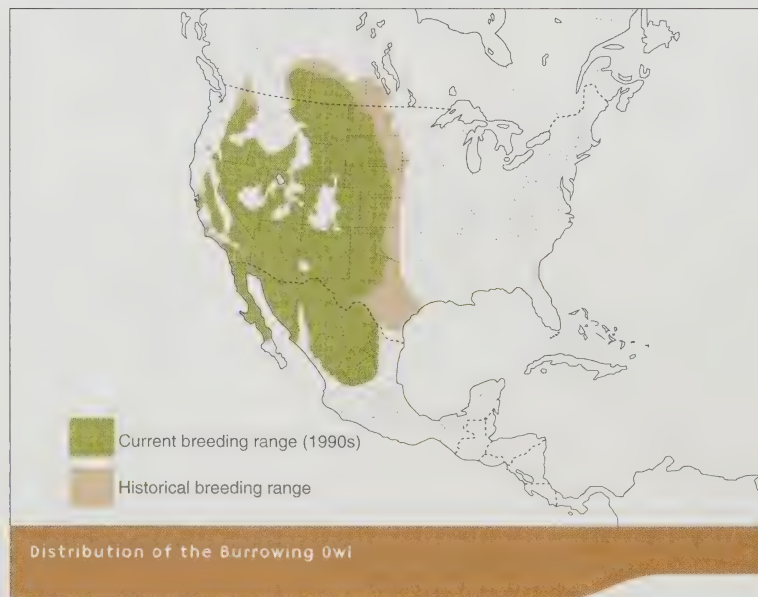 Current breeding range (1990s)
Historical breeding range
Distribution of the Burrowing Owl